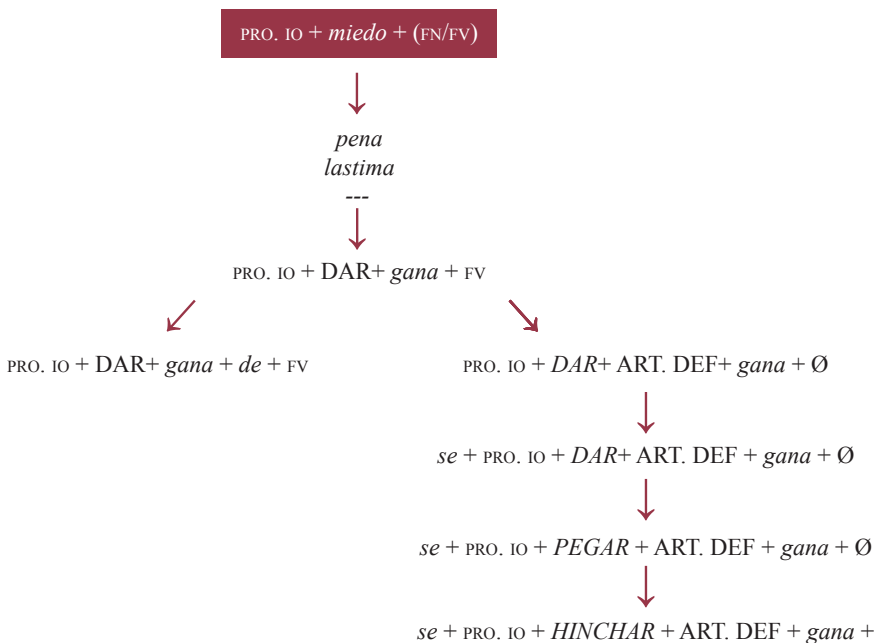 PRO. IO + miedo + (FN/FV)
pena
lastima
---
PRO. IO + DAR+ gana + FV
PRO. IO + DAR+ gana + de + FV
PRO. IO + DAR+ ART. DEF+ gana + Ø
se + PRO. IO + DAR+ ART. DEF + gana + Ø
se + PRO. IO + PEGAR + ART. DEF + gana + Ø
se + PRO. IO + HINCHAR + ART. DEF + gana +